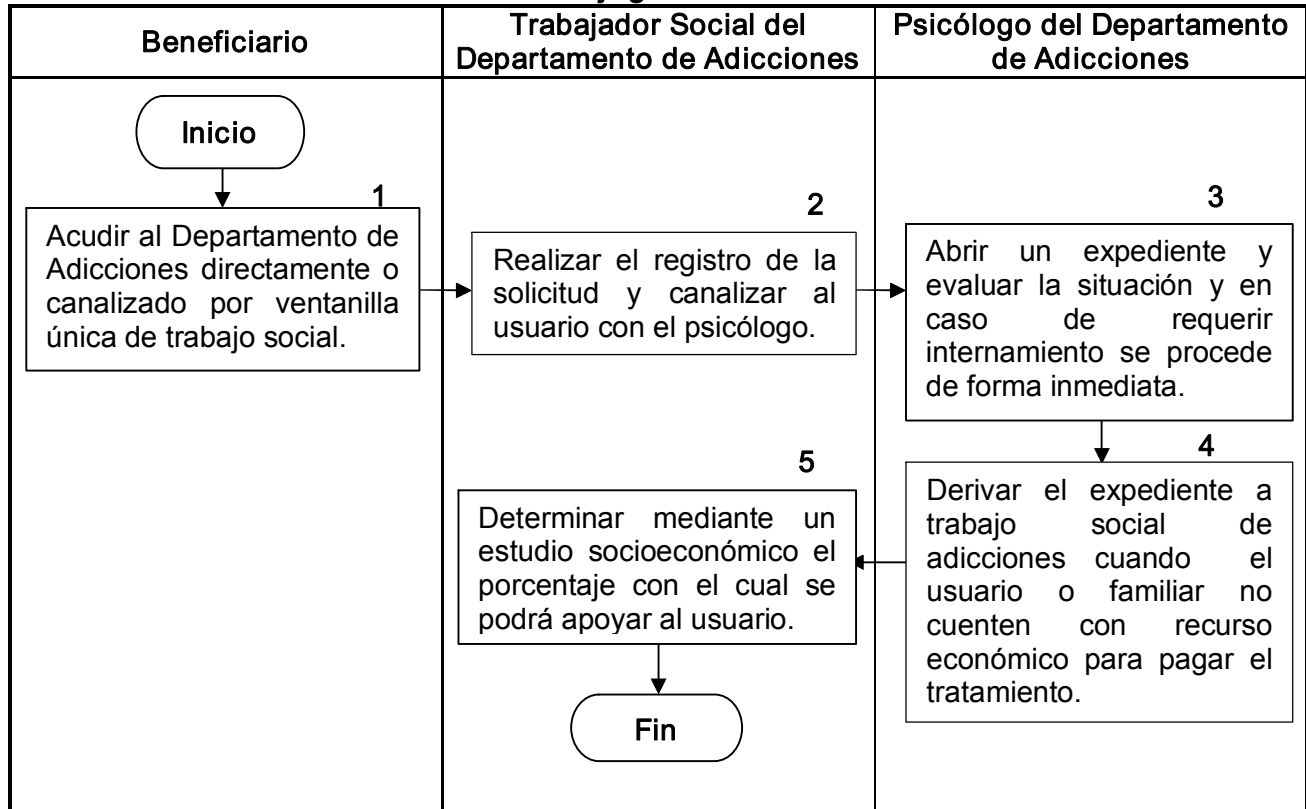 Beneficiario
Trabajador Social del
Departamento de Adicciones
Psicólogo del Departamento
de Adicciones
Inicio
1
Acudir al Departamento de
Adicciones directamente o
canalizado por ventanilla
única de trabajo social.
2
Realizar el registro de la
solicitud y canalizar al
usuario con el psicólogo.
3
Abrir un expediente y
evaluar la situación y en
caso de requerir
internamiento se procede
de forma inmediata.
4
Derivar el expediente a
trabajo social de
adicciones cuando el
usuario o familiar no
cuenten con recurso
económico para pagar el
tratamiento.
5
Determinar mediante un
estudio socioeconómico el
porcentaje con el cual se
podrá apoyar al usuario.
Fin